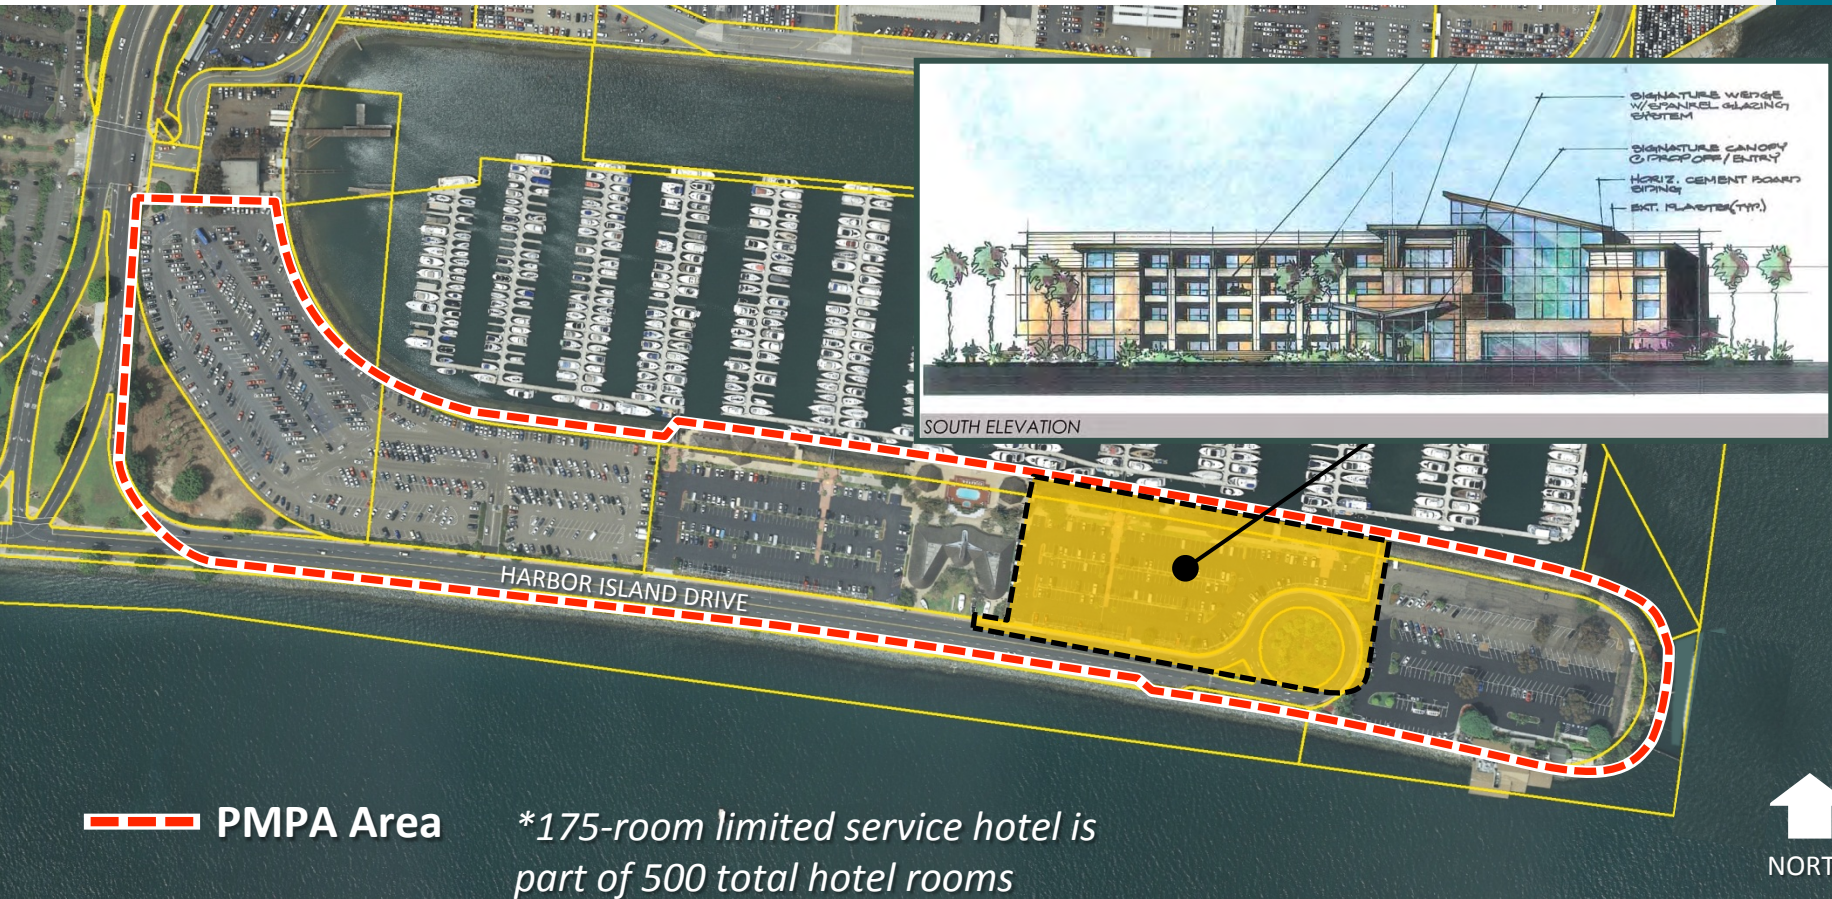 SIGNATURE WEDGE
W/SPANREL GLAZING
SYSTEM
SIGNATURE CANOPY
@ DROP OFF/ENTRY
HORIZ. CEMENT BOARD
SIDING
EXT. PLASTER(TYP.)
SOUTH ELEVATION
HARBOR ISLAND DRIVE
PMPA Area
*175-room limited service hotel is
part of 500 total hotel rooms
NORT